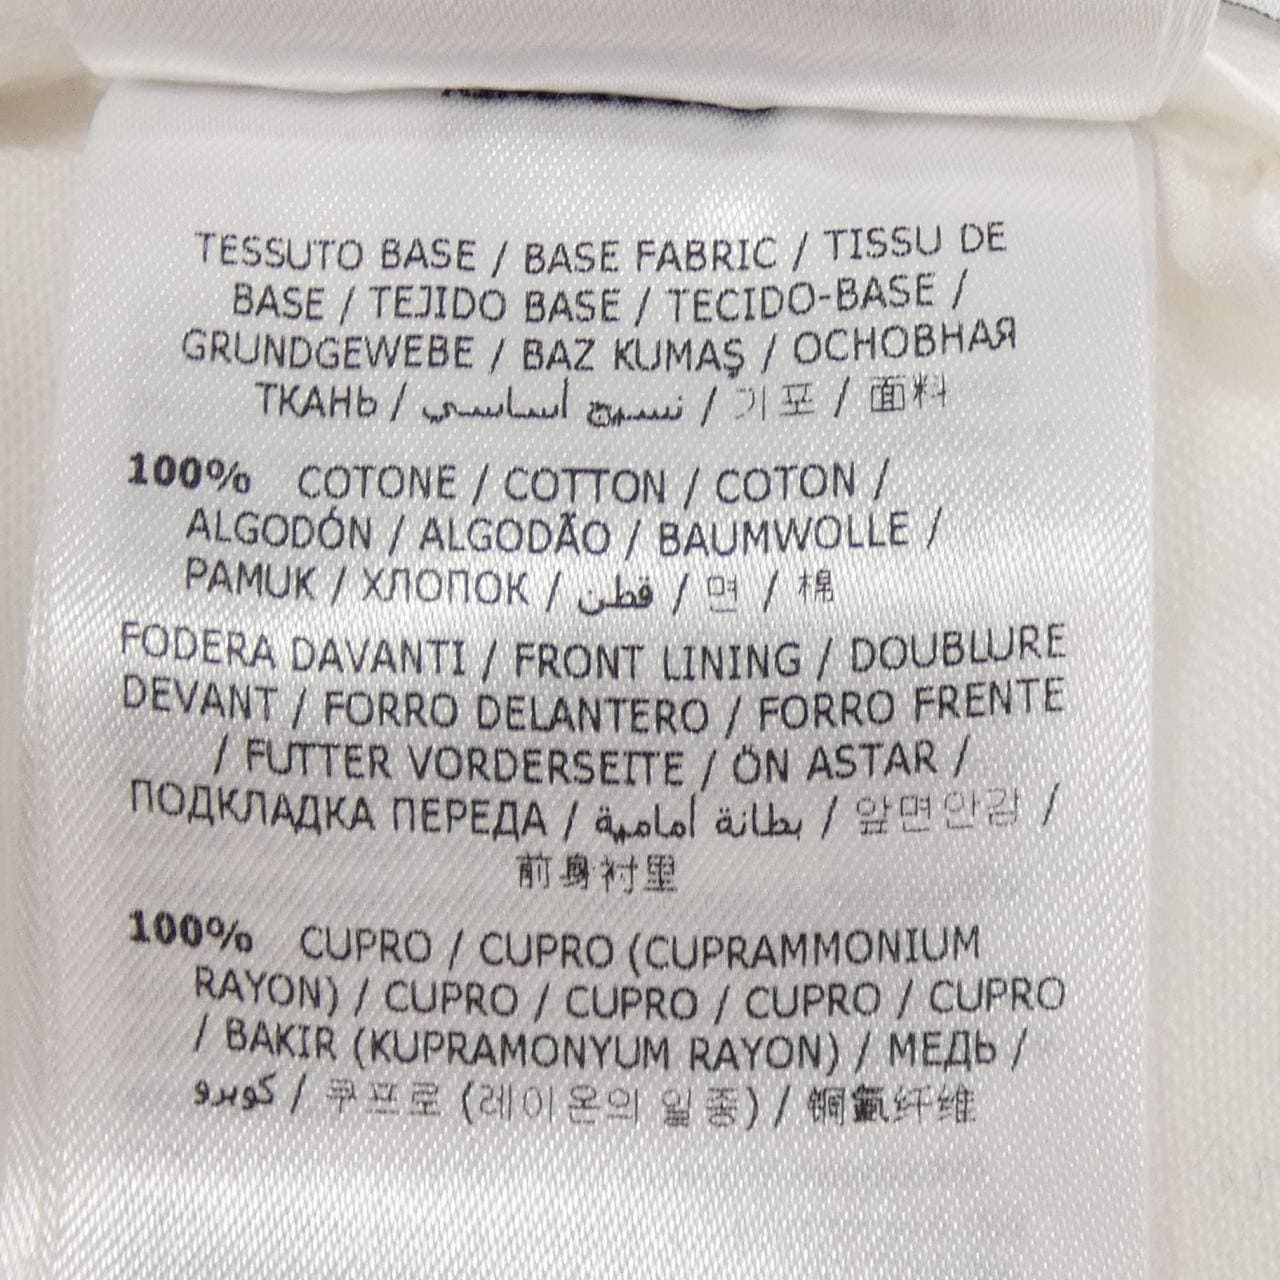 TESSUTO BASE / BASE FABRIC / TISSU DE
BASE / TEJIDO BASE / TECIDO-BASE /
GRUNDGEWEBE / BAZ KUMAŞ / ОСНОВНАЯ
ТКАНЬ / نسيج أساسي / 기포 / 面料
100% COTONE / COTTON / COTON /
ALGODÓN / ALGODÃO / BAUMWOLLE /
PAMUK / ХЛОПОК / قطن / 면 / 棉
FODERA DAVANTI / FRONT LINING / DOUBLURE
DEVANT / FORRO DELANTERO / FORRO FRENTE
/ FUTTER VORDERSEITE / ÖN ASTAR /
ПОДКЛАДКА ПЕРЕДА / بطانة أمامية / 앞면안감 /
前身衬里
100% CUPRO / CUPRO (CUPRAMMONIUM
RAYON) / CUPRO / CUPRO / CUPRO / CUPRO
/ BAKIR (KUPRAMONYUM RAYON) / МЕДЬ /
كوبرو / 쿠프로 (레이온의 일종) / 铜氨纤维